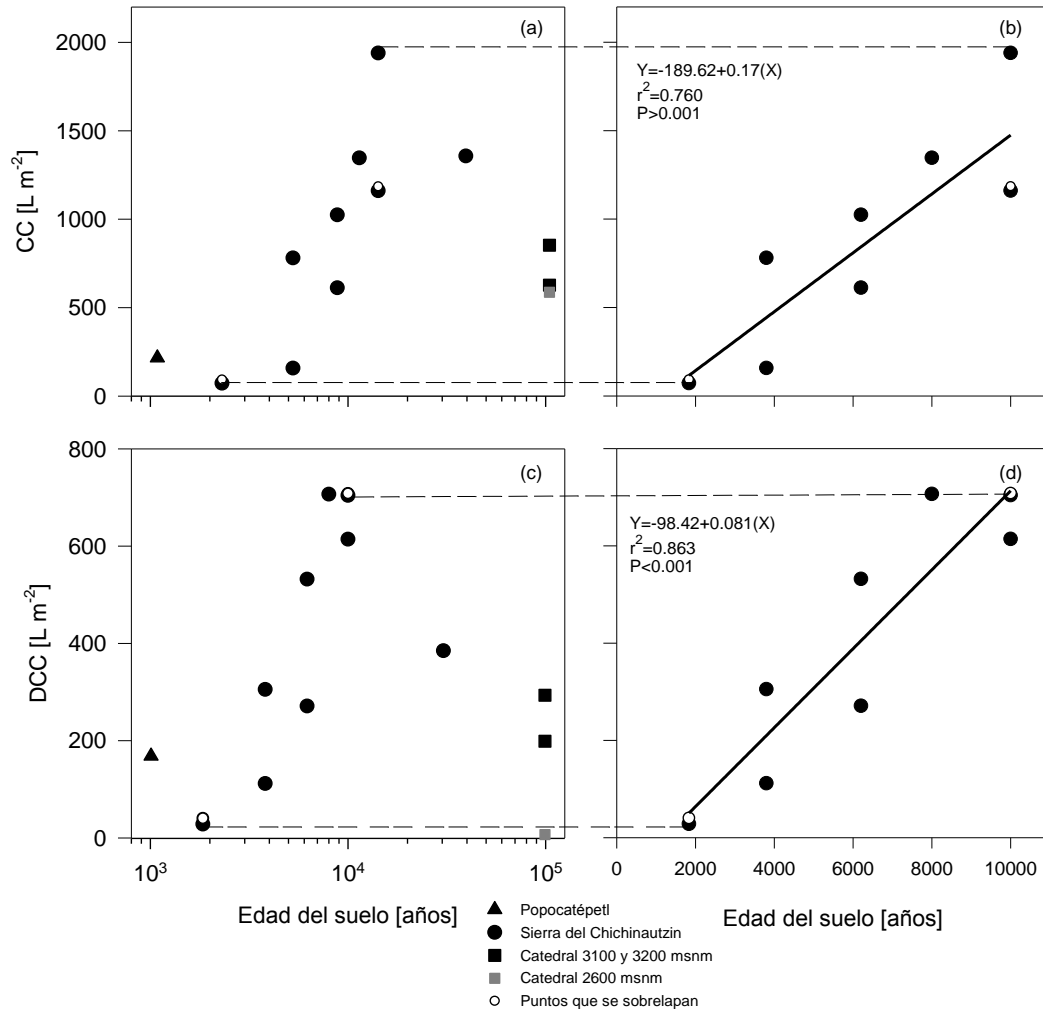 (a)
2000
1500
1000
500
0
CC [L m-2]
(b)
Y=-189.62+0.17(X)
r2=0.760
P>0.001
(c)
800
600
400
200
0
DCC [L m-2]
103 104 105
Edad del suelo [años]
(d)
Y=-98.42+0.081(X)
r2=0.863
P<0.001
0 2000 4000 6000 8000 10000
Edad del suelo [años]
Popocatépetl
Sierra del Chichinautzin
Catedral 3100 y 3200 msnm
Catedral 2600 msnm
Puntos que se sobrelapan